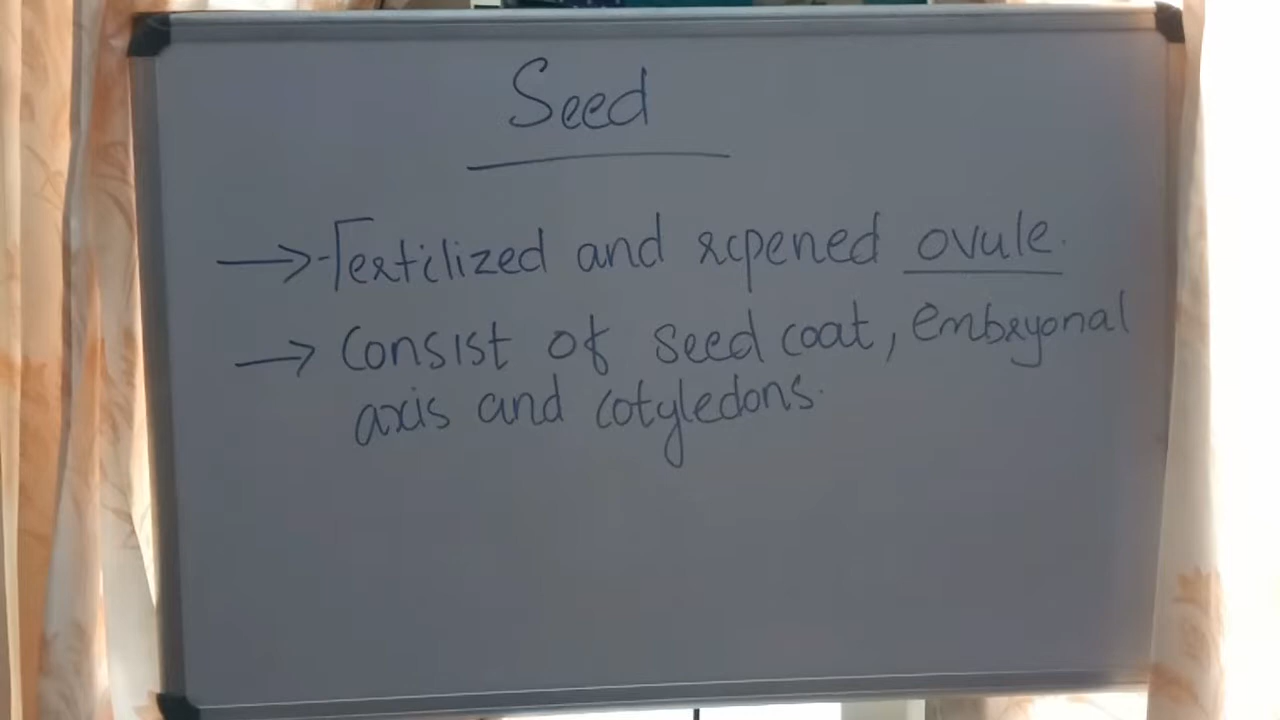 Seed
→ Fertilized and ripened ovule.
→ Consist of seed coat, embryonal
axis and cotyledons.